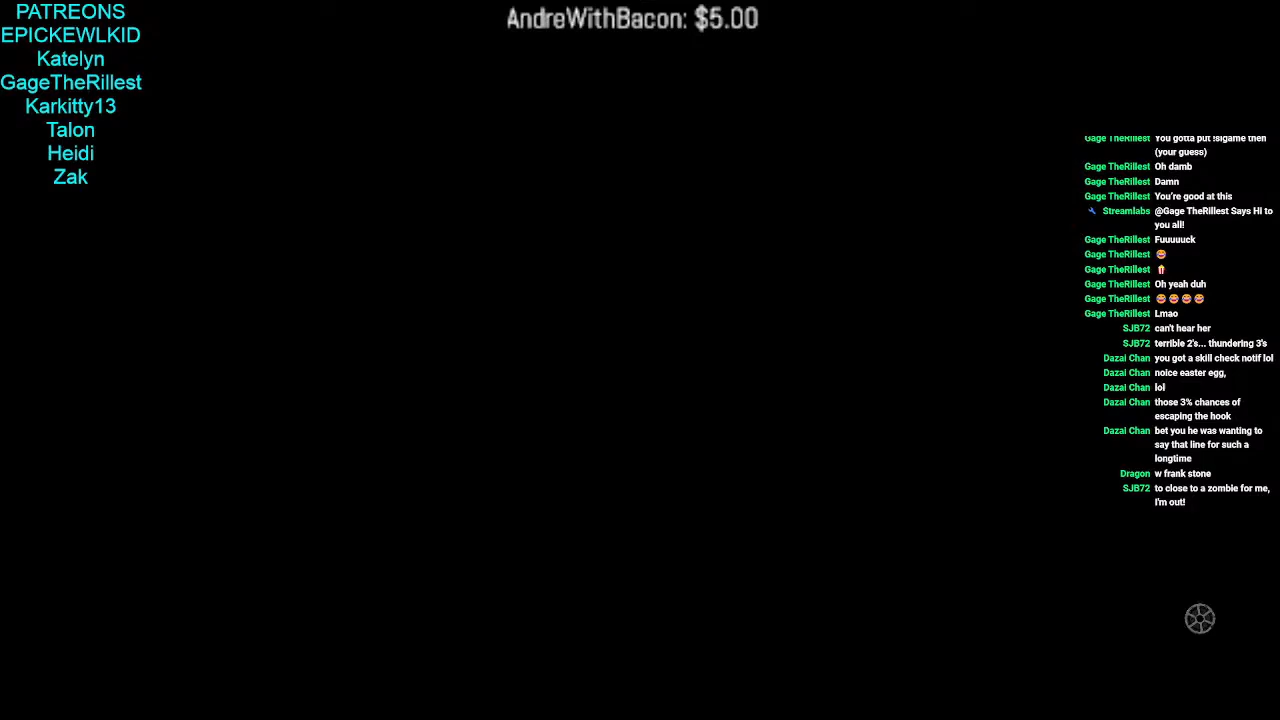 PATREONS
EPICKEWLKID
Katelyn
GageTheRillest
Karkitty13
Talon
Heidi
Zak
AndreWithBacon: $5.00
Gage TheRillest You gotta put !sigame then
(your guess)
Gage TheRillest Oh damb
Gage TheRillest Damn
Gage TheRillest You're good at this
Streamlabs @Gage TheRillest Says Hi to
you all!
Gage TheRillest Fuuuuuck
Gage TheRillest 😂
Gage TheRillest
Gage TheRillest Oh yeah duh
Gage TheRillest 😂😂😂😂
Gage TheRillest Lmao
SJB72 can't hear her
SJB72 terrible 2's... thundering 3's
Dazai Chan you got a skill check notif lol
Dazai Chan noice easter egg,
Dazai Chan lol
Dazai Chan those 3% chances of
escaping the hook
Dazai Chan bet you he was wanting to
say that line for such a
longtime
Dragon w frank stone
SJB72 to close to a zombie for me,
I'm out!